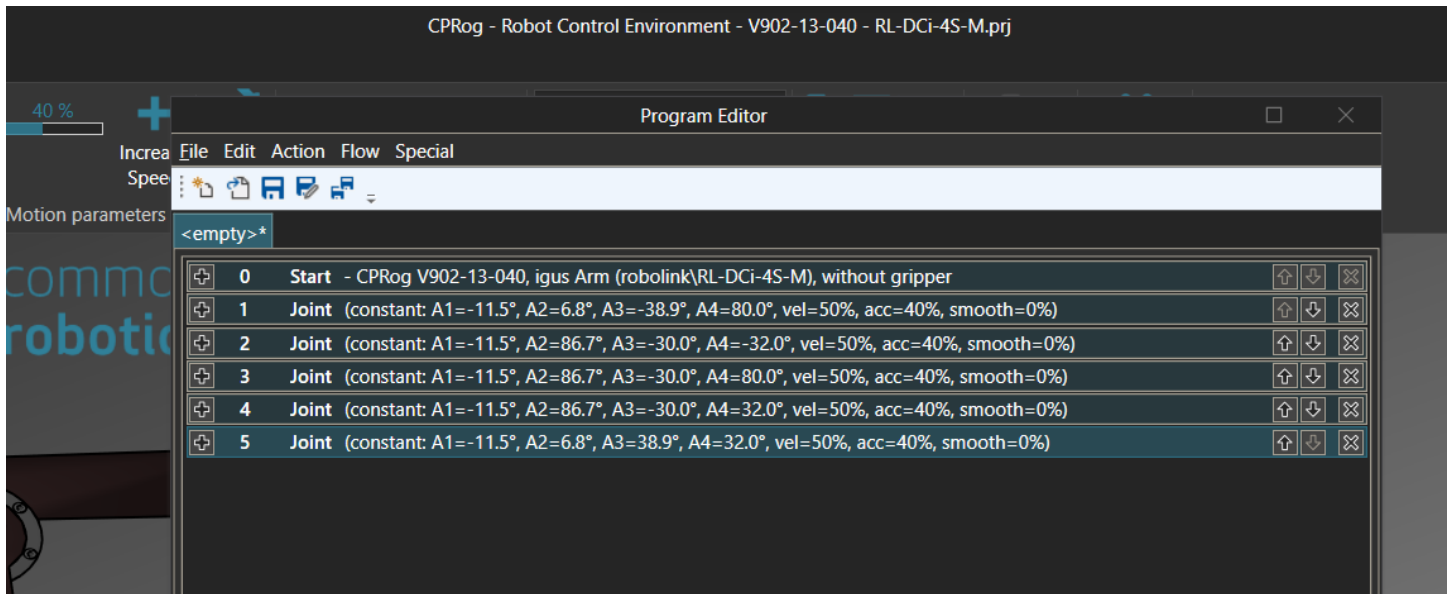 CPRog - Robot Control Environment - V902-13-040 - RL-DCi-4S-M.prj
40 %
Program Editor
Increa
Spee
File Edit Action Flow Special
Motion parameters
<empty>*
commo
robotic
0 Start - CPRog V902-13-040, igus Arm (robolink\RL-DCi-4S-M), without gripper
1 Joint (constant: A1=-11.5°, A2=6.8°, A3=-38.9°, A4=80.0°, vel=50%, acc=40%, smooth=0%)
2 Joint (constant: A1=-11.5°, A2=86.7°, A3=-30.0°, A4=-32.0°, vel=50%, acc=40%, smooth=0%)
3 Joint (constant: A1=-11.5°, A2=86.7°, A3=-30.0°, A4=80.0°, vel=50%, acc=40%, smooth=0%)
4 Joint (constant: A1=-11.5°, A2=86.7°, A3=-30.0°, A4=32.0°, vel=50%, acc=40%, smooth=0%)
5 Joint (constant: A1=-11.5°, A2=6.8°, A3=38.9°, A4=32.0°, vel=50%, acc=40%, smooth=0%)